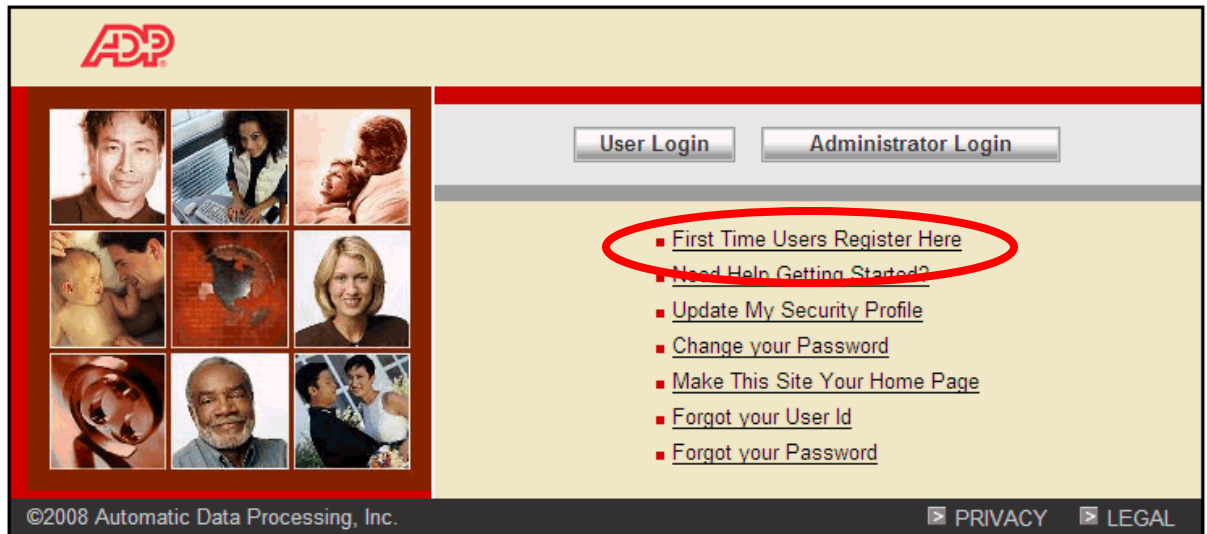 ADP
User Login Administrator Login
First Time Users Register Here
Need Help Getting Started?
Update My Security Profile
Change your Password
Make This Site Your Home Page
Forgot your User Id
Forgot your Password
©2008 Automatic Data Processing, Inc. PRIVACY LEGAL